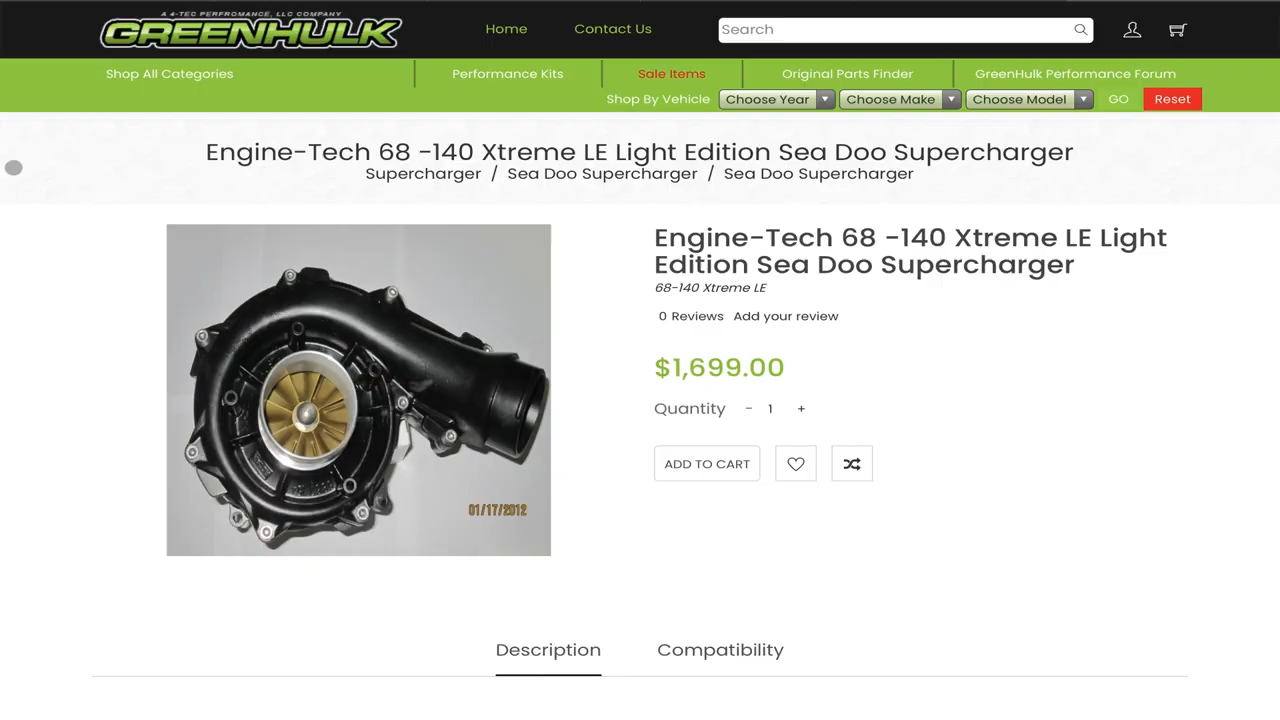 A 4-TEC PERFROMANCE, LLC COMPANY
GREENHULK
Home
Contact Us
Search
Shop All Categories
Performance Kits
Sale Items
Original Parts Finder
GreenHulk Performance Forum
Shop By Vehicle
Choose Year
Choose Make
Choose Model
GO
Reset
Engine-Tech 68 -140 Xtreme LE Light Edition Sea Doo Supercharger
Supercharger / Sea Doo Supercharger / Sea Doo Supercharger
Engine-Tech 68 -140 Xtreme LE Light
Edition Sea Doo Supercharger
68-140 Xtreme LE
0 Reviews Add your review
$1,699.00
Quantity - 1 +
ADD TO CART
01/17/2012
Description
Compatibility